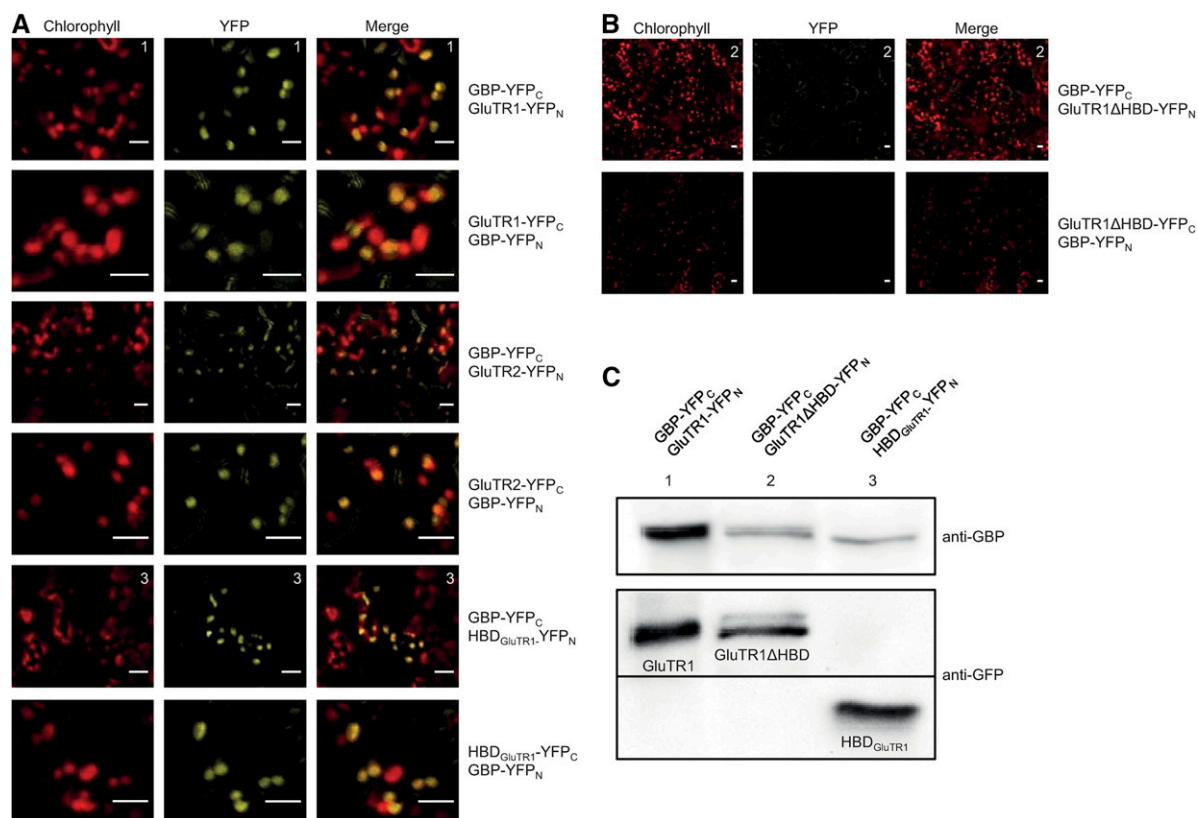 A
Chlorophyll YFP Merge
1 1
GBP-YFPC
GluTR1-YFPN
GluTR1-YFPC
GBP-YFPN
GBP-YFPC
GluTR2-YFPN
GluTR2-YFPC
GBP-YFPN
3 3
GBP-YFPC
HBDGluTR1-YFPN
HBDGluTR1-YFPC
GBP-YFPN
B
Chlorophyll YFP Merge
2 2 2
GBP-YFPC
GluTR1ΔHBD-YFPN
GluTR1ΔHBD-YFPC
GBP-YFPN
C
GBP-YFPC
GluTR1-YFPN
GBP-YFPC
GluTR1ΔHBD-YFPN
GBP-YFPC
HBDGluTR1-YFPN
1 2 3
anti-GBP
GluTR1 GluTR1ΔHBD
anti-GFP
HBDGluTR1